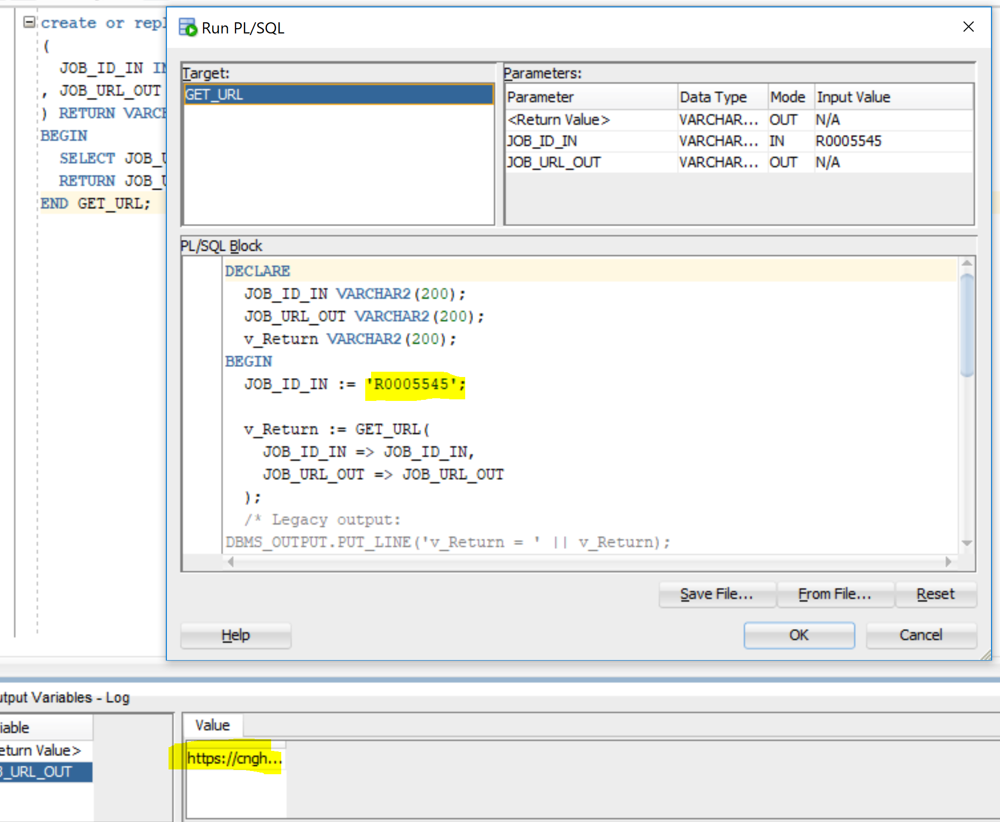 create or repl
(
JOB_ID_IN IN
, JOB_URL_OUT
) RETURN VARCH
BEGIN
SELECT JOB_U
RETURN JOB_U
END GET_URL;
Run PL/SQL
Target:
GET_URL
Parameters:
Parameter Data Type Mode Input Value
<Return Value> VARCHAR... OUT N/A
JOB_ID_IN VARCHAR... IN R0005545
JOB_URL_OUT VARCHAR... OUT N/A
PL/SQL Block
DECLARE
JOB_ID_IN VARCHAR2(200);
JOB_URL_OUT VARCHAR2(200);
v_Return VARCHAR2(200);
BEGIN
JOB_ID_IN := 'R0005545';
v_Return := GET_URL(
JOB_ID_IN => JOB_ID_IN,
JOB_URL_OUT => JOB_URL_OUT
);
/* Legacy output:
DBMS_OUTPUT.PUT_LINE('v_Return = ' || v_Return);
Save File... From File... Reset
Help OK Cancel
utput Variables - Log
iable
eturn Value>
B_URL_OUT
Value
https://cngh...